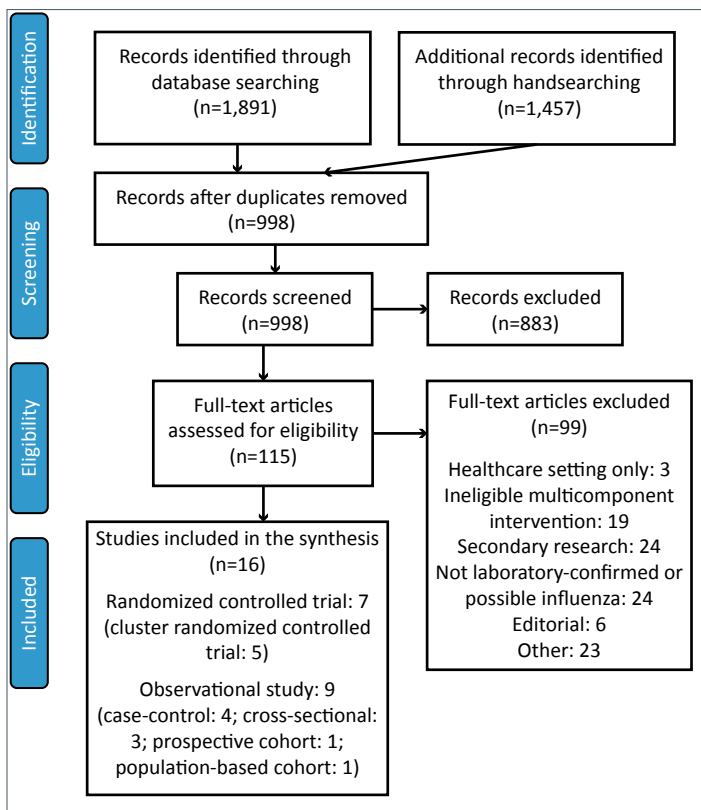 Identification
Records identified through
database searching
(n=1,891)
Additional records identified
through handsearching
(n=1,457)
Screening
Records after duplicates removed
(n=998)
Records screened
(n=998)
Records excluded
(n=883)
Eligibility
Full-text articles
assessed for eligibility
(n=115)
Full-text articles excluded
(n=99)
Healthcare setting only: 3
Ineligible multicomponent
intervention: 19
Secondary research: 24
Not laboratory-confirmed or
possible influenza: 24
Editorial: 6
Other: 23
Included
Studies included in the synthesis
(n=16)
Randomized controlled trial: 7
(cluster randomized controlled
trial: 5)
Observational study: 9
(case-control: 4; cross-sectional:
3; prospective cohort: 1;
population-based cohort: 1)